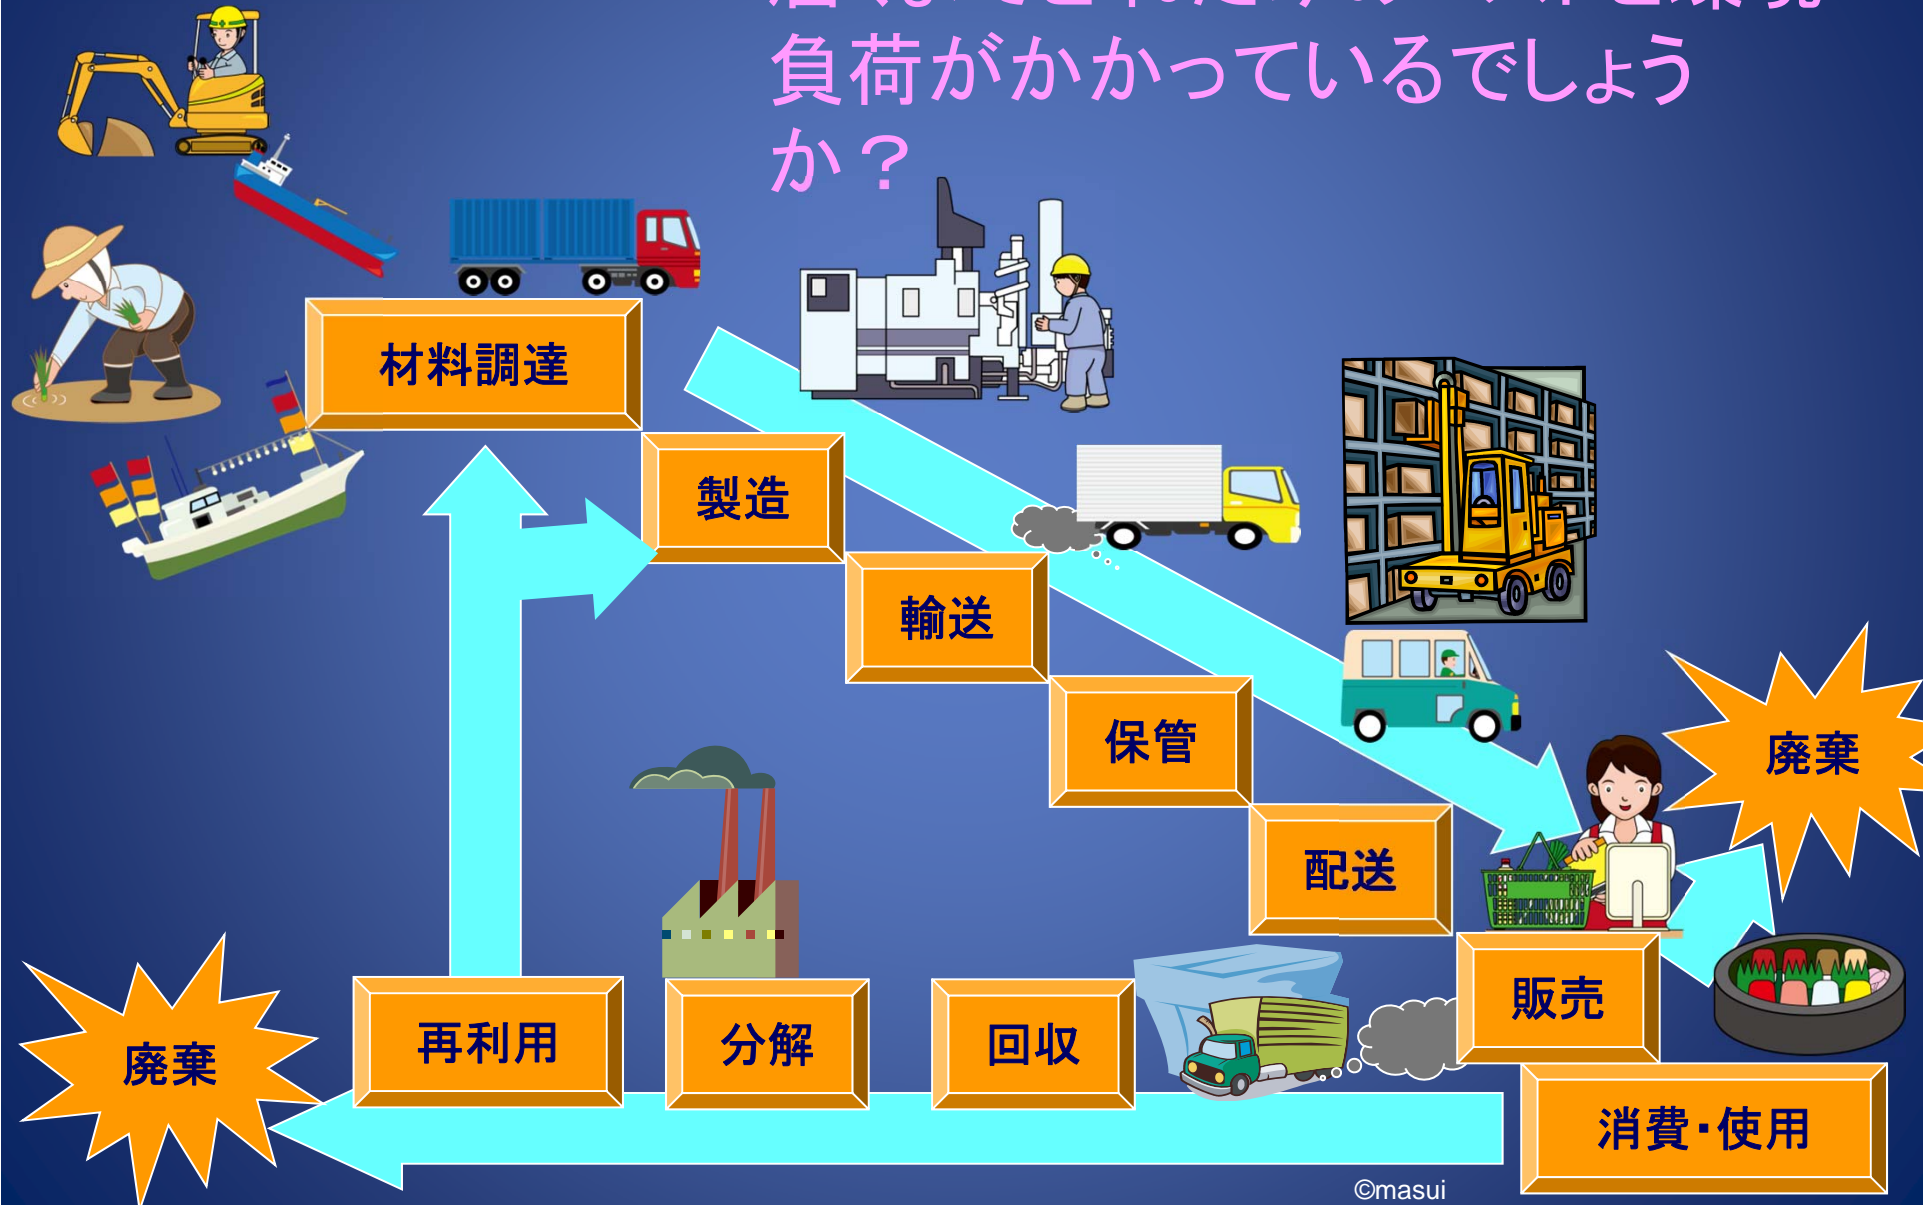 負荷がかかっているでしょう
か？
材料調達
製造
輸送
保管
配送
廃棄
販売
再利用
分解
回収
廃棄
消費・使用
©masui